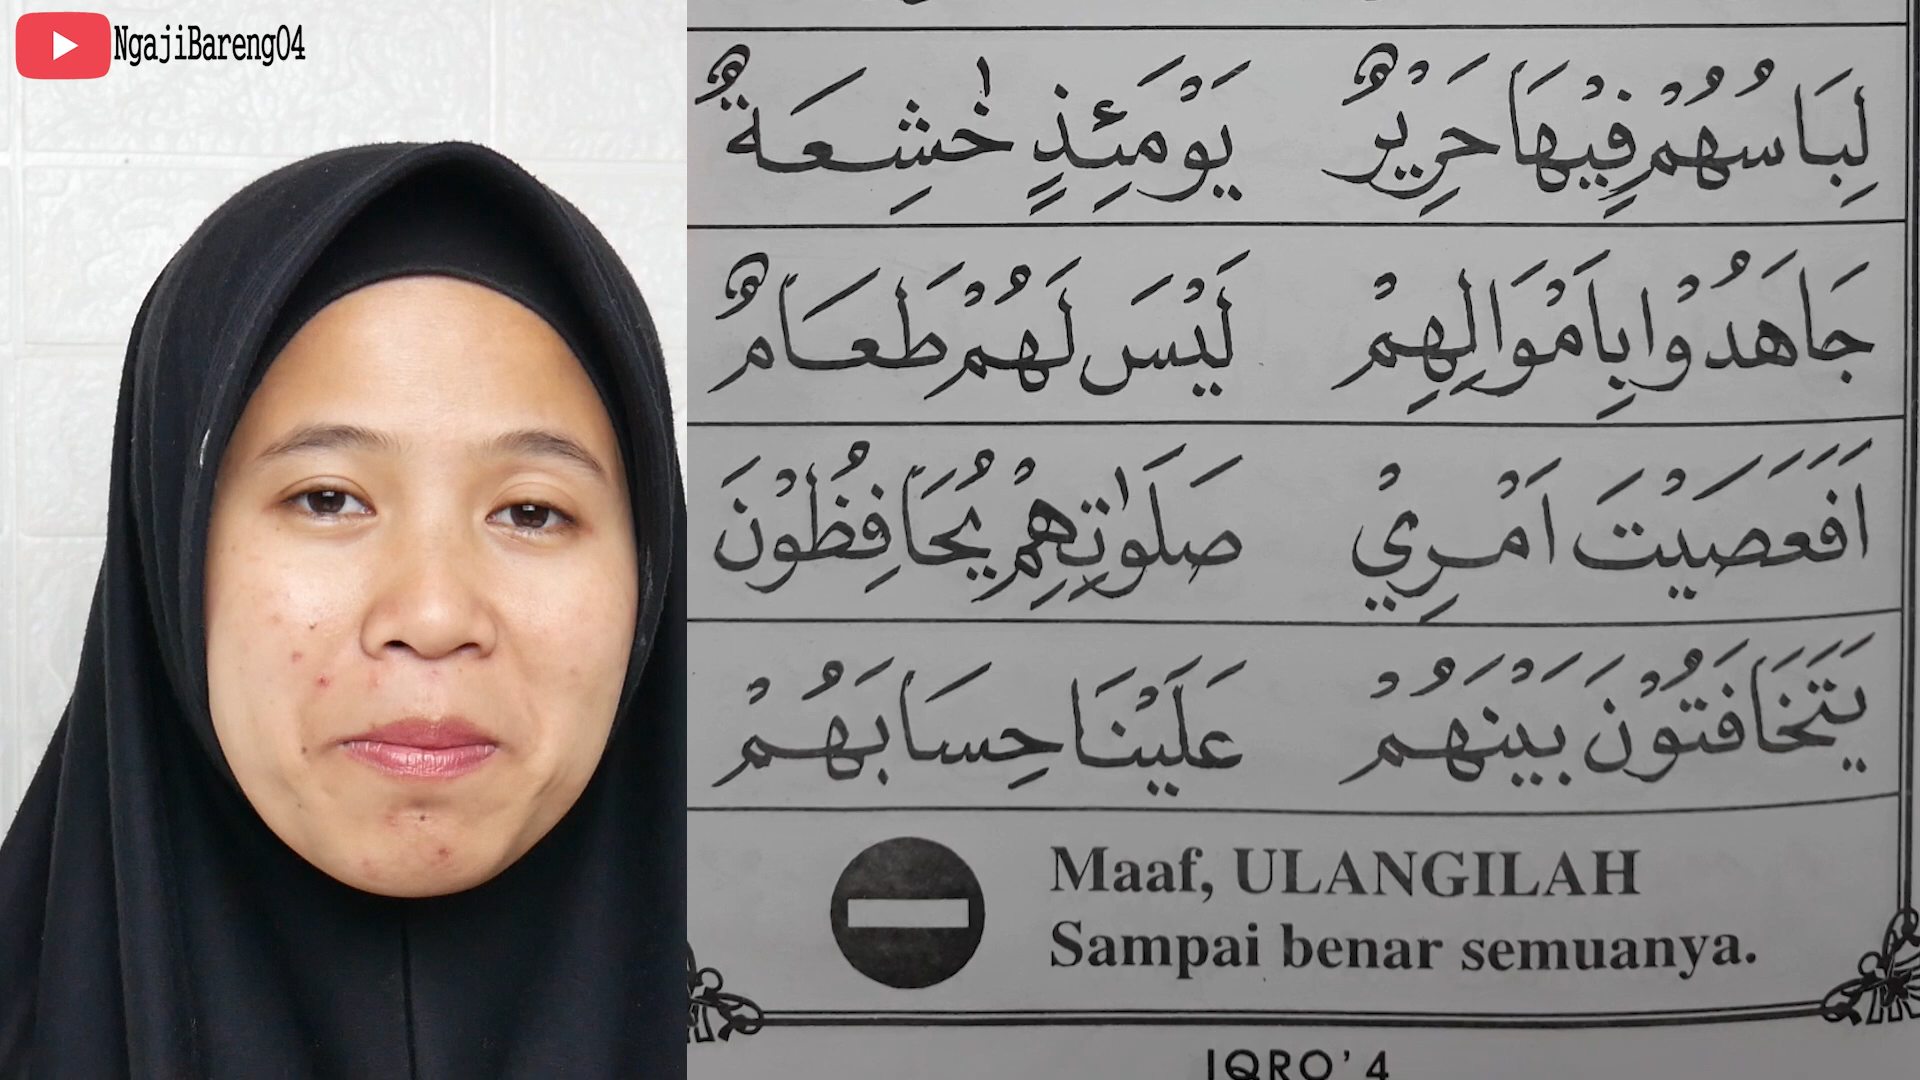 NgajiBareng04
لِبَاسُهُمْ فِيْهَا حَرِيْرٌ يَوْمَئِذٍ خٰشِعَةٌ
جَاهَدُوْا بِاَمْوَالِهِمْ لَيْسَ لَهُمْ طَعَامٌ
اَفَعَصَيْتَ اَمْرِيْ صَلَوٰتِهِمْ يُحَافِظُوْنَ
يَتَخَافَتُوْنَ بَيْنَهُمْ عَلَيْنَا حِسَابَهُمْ
Maaf, ULANGILAH
Sampai benar semuanya.
IQRO' 4